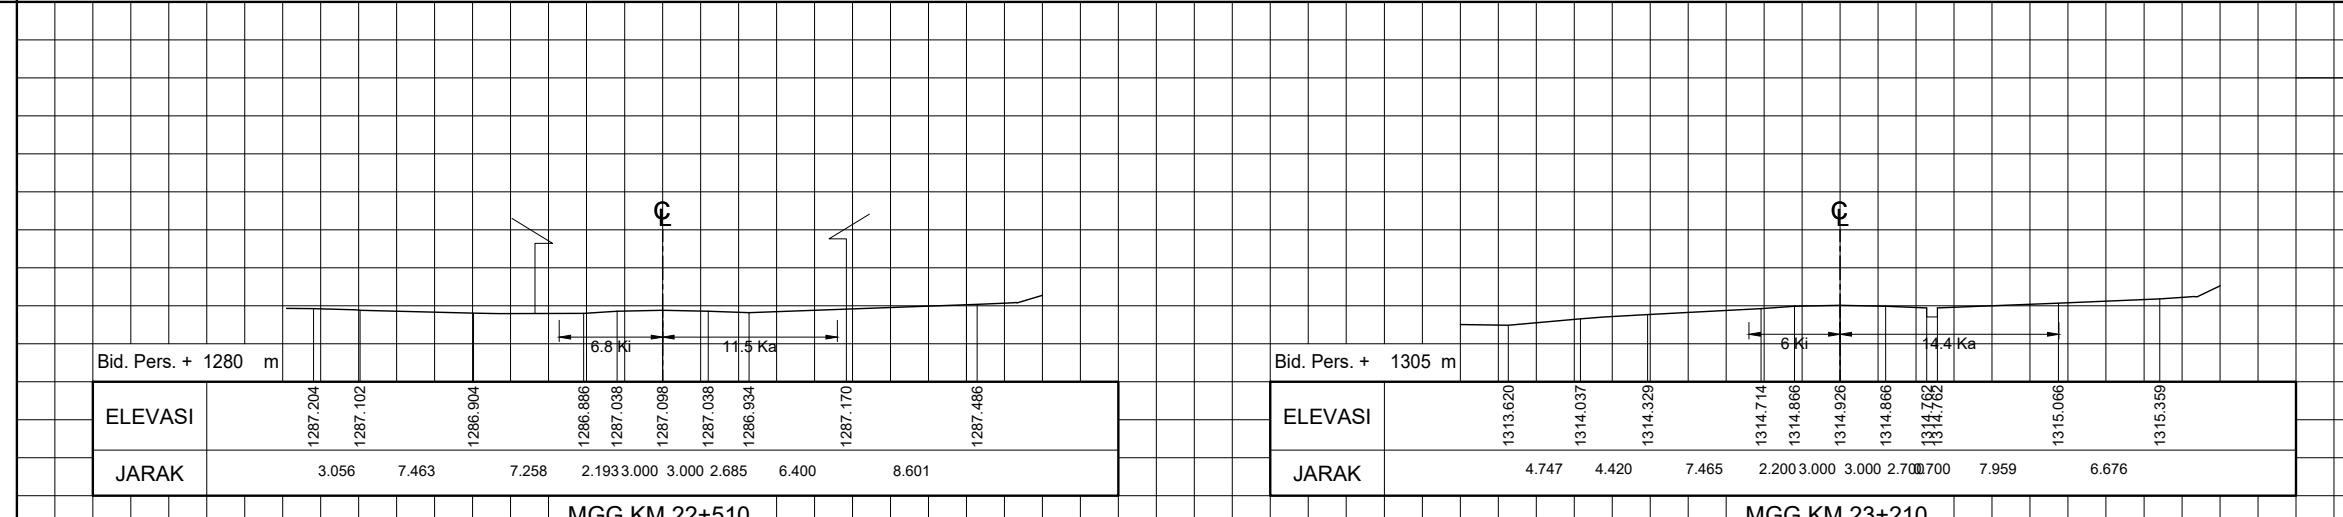 ℄
6.8 Ki 11.5 Ka
Bid. Pers. + 1280 m
ELEVASI 1287.204 1287.102 1286.904 1286.886 1287.038 1287.098 1287.038 1286.934 1287.170 1287.486
JARAK 3.056 7.463 7.258 2.193 3.000 3.000 2.685 6.400 8.601
MGG KM 22+510
℄
6 Ki 14.4 Ka
Bid. Pers. + 1305 m
ELEVASI 1313.620 1314.037 1314.329 1314.714 1314.866 1314.926 1314.866 1314.762 1314.762 1315.066 1315.359
JARAK 4.747 4.420 7.465 2.200 3.000 3.000 2.700 0.700 7.959 6.676
MGG KM 23+210